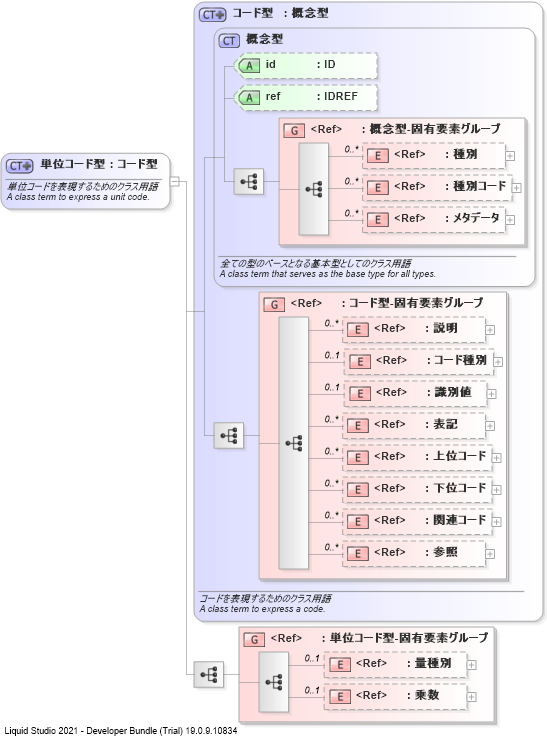 CT コード型 : 概念型
CT 概念型
A id : ID
A ref : IDREF
G <Ref> : 概念型-固有要素グループ
0..* E <Ref> : 種別
0..* E <Ref> : 種別コード
0..* E <Ref> : メタデータ
CT 単位コード型 : コード型
単位コードを表現するためのクラス用語
A class term to express a unit code.
全ての型のベースとなる基本型としてのクラス用語
A class term that serves as the base type for all types.
G <Ref> : コード型-固有要素グループ
0..* E <Ref> : 説明
0..1 E <Ref> : コード種別
0..1 E <Ref> : 識別値
0..* E <Ref> : 表記
0..* E <Ref> : 上位コード
0..* E <Ref> : 下位コード
0..* E <Ref> : 関連コード
0..* E <Ref> : 参照
コードを表現するためのクラス用語
A class term to express a code.
G <Ref> : 単位コード型-固有要素グループ
0..1 E <Ref> : 量種別
0..1 E <Ref> : 乗数
Liquid Studio 2021 - Developer Bundle (Trial) 19.0.9.10834